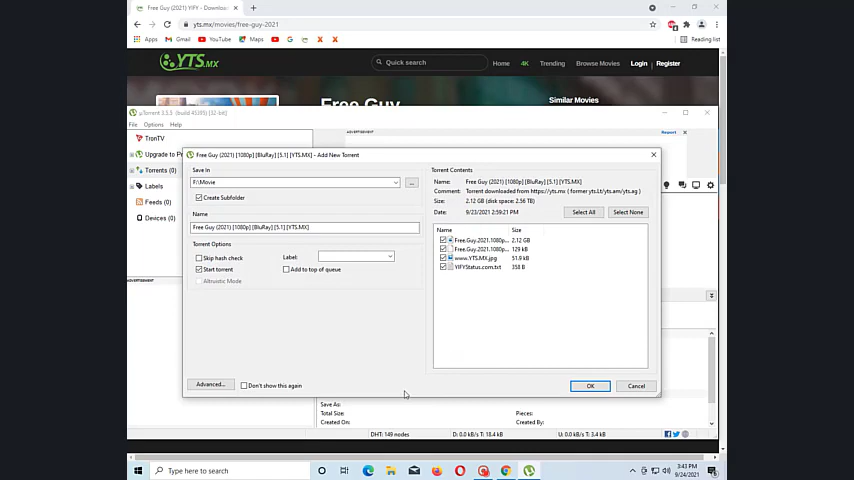 Free Guy YIFY - Downloa
yts.mx/movies/free-guy-2021
Apps Gmail YouTube Maps Reading list
YTS.MX Quick search Home 4K Trending Browse Movies Login Register
Free Guy Similar Movies
µTorrent 3.5.5 (build 45395) [32-bit]
File Options Help
ADVERTISEMENT Report x
TronTV
Upgrade to Pr
Torrents (0)
Labels
Feeds (0)
Devices (0)
ADVERTISEMENT
Free Guy (2021) [1080p] [BluRay] [5.1] [YTS.MX] - Add New Torrent
Save In
F:\Movie
...
Create Subfolder
Name
Free Guy (2021) [1080p] [BluRay] [5.1] [YTS.MX]
Torrent Options
Skip hash check Label:
Start torrent Add to top of queue
Altruistic Mode
Advanced... Don't show this again
Torrent Contents
Name: Free Guy (2021) [1080p] [BluRay] [5.1] [YTS.MX]
Comment: Torrent downloaded from https://yts.mx ( former yts.lt/yts.am/yts.ag )
Size: 2.12 GB (disk space: 2.56 TB)
Date: 9/23/2021 2:59:21 PM Select All Select None
Name Size
Free.Guy.2021.1080p... 2.12 GB
Free.Guy.2021.1080p... 129 kB
www.YTS.MX.jpg 51.9 kB
YIFYStatus.com.txt 358 B
OK Cancel
Save As:
Total Size: Pieces:
Created On: Created By:
DHT: 149 nodes D: 0.0 kB/s T: 18.4 kB U: 0.0 kB/s T: 3.4 kB
Type here to search
3:43 PM
9/24/2021